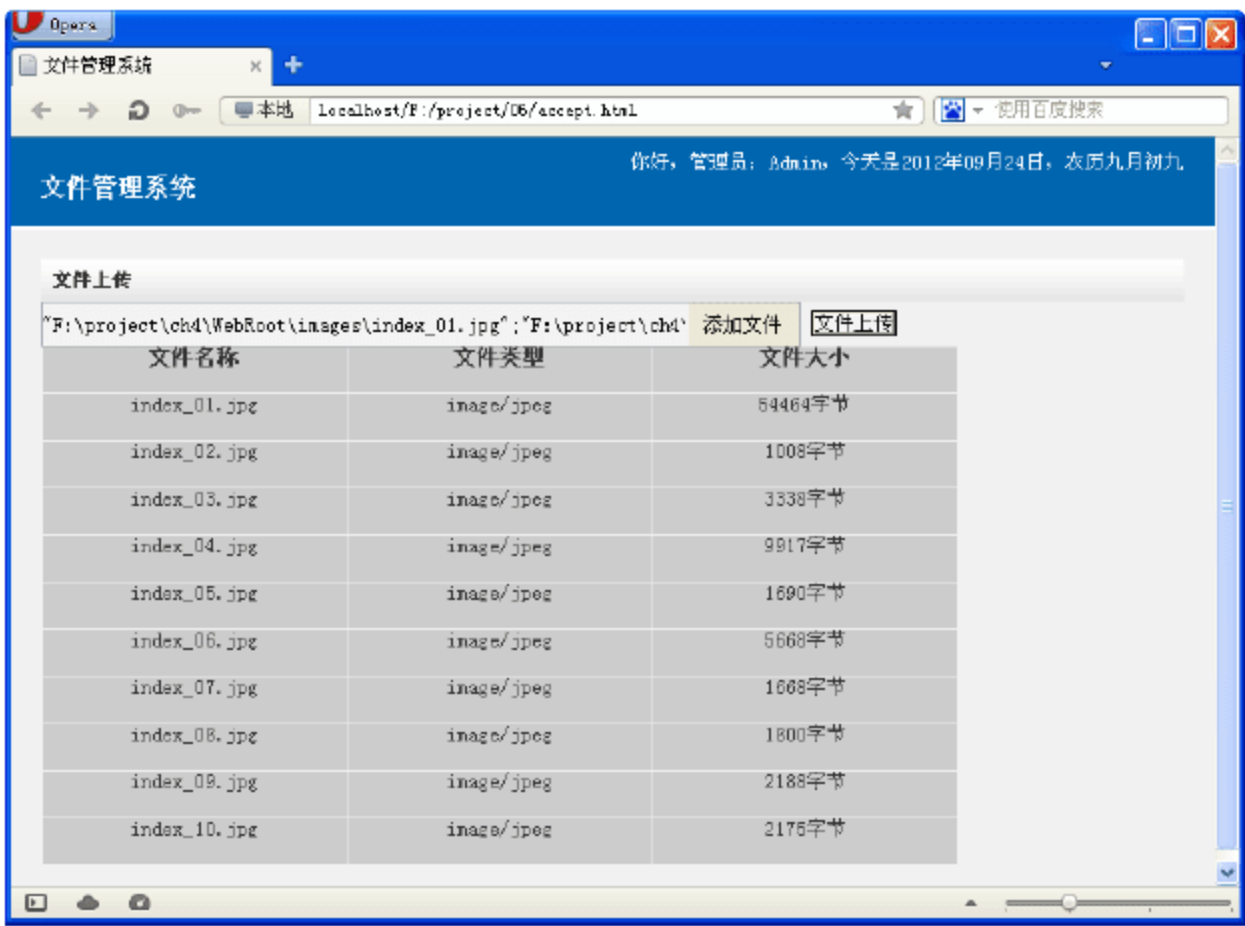 Opera
文件管理系统
本地 localhost/F:/project/06/accept.html 使用百度搜索
你好，管理员：Admin，今天是2012年09月24日，农历九月初九
文件管理系统
文件上传
"F:\project\ch4\WebRoot\images\index_01.jpg";"F:\project\ch4\ 添加文件 文件上传
文件名称 文件类型 文件大小
index_01.jpg image/jpeg 54464字节
index_02.jpg image/jpeg 1008字节
index_03.jpg image/jpeg 3338字节
index_04.jpg image/jpeg 9917字节
index_05.jpg image/jpeg 1690字节
index_06.jpg image/jpeg 5668字节
index_07.jpg image/jpeg 1668字节
index_08.jpg image/jpeg 1800字节
index_09.jpg image/jpeg 2188字节
index_10.jpg image/jpeg 2175字节